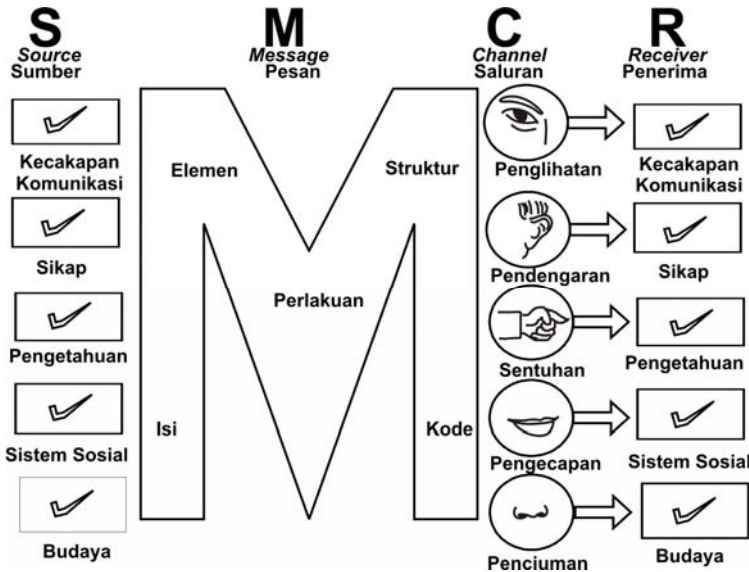 S
Source
Sumber
Kecakapan
Komunikasi
Sikap
Pengetahuan
Sistem Sosial
Budaya
M
Message
Pesan
Elemen
Struktur
Perlakuan
Isi
Kode
C
Channel
Saluran
Penglihatan
Pendengaran
Sentuhan
Pengecapan
Penciuman
R
Receiver
Penerima
Kecakapan
Komunikasi
Sikap
Pengetahuan
Sistem Sosial
Budaya